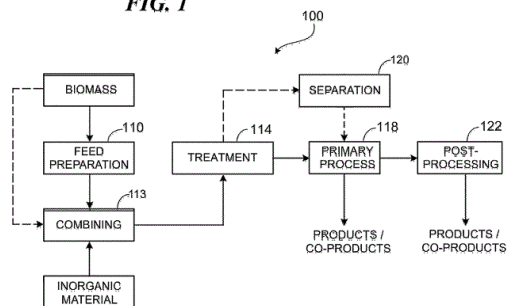 FIG. 1
100
BIOMASS
120
SEPARATION
110
FEED
PREPARATION
114
TREATMENT
118
PRIMARY
PROCESS
122
POST-
PROCESSING
113
COMBINING
PRODUCTS /
CO-PRODUCTS
PRODUCTS /
CO-PRODUCTS
INORGANIC
MATERIAL